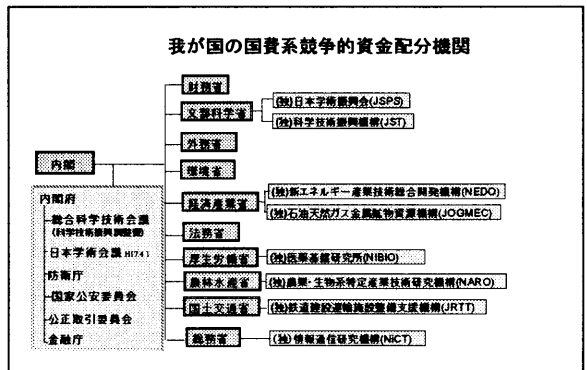 我が国の国費系競争的資金配分機関
財務省
文部科学省
(独)日本学術振興会(JSPS)
(独)科学技術振興機構(JST)
外務省
環境省
内閣
経済産業省
(独)新エネルギー産業技術総合開発機構(NEDO)
(独)石油天然ガス金属鉱物資源機構(JOGMEC)
法務省
厚生労働省
(独)医薬基盤研究所(NIBIO)
農林水産省
(独)農業・生物系特定産業技術研究機構(NARO)
国土交通省
(独)鉄道建設運輸施設整備支援機構(JRTT)
総務省
(独)情報通信研究機構(NiCT)
内閣府
総合科学技術会議
(科学技術振興調整費)
日本学術会議 H17.4.1
防衛庁
国家公安委員会
公正取引委員会
金融庁